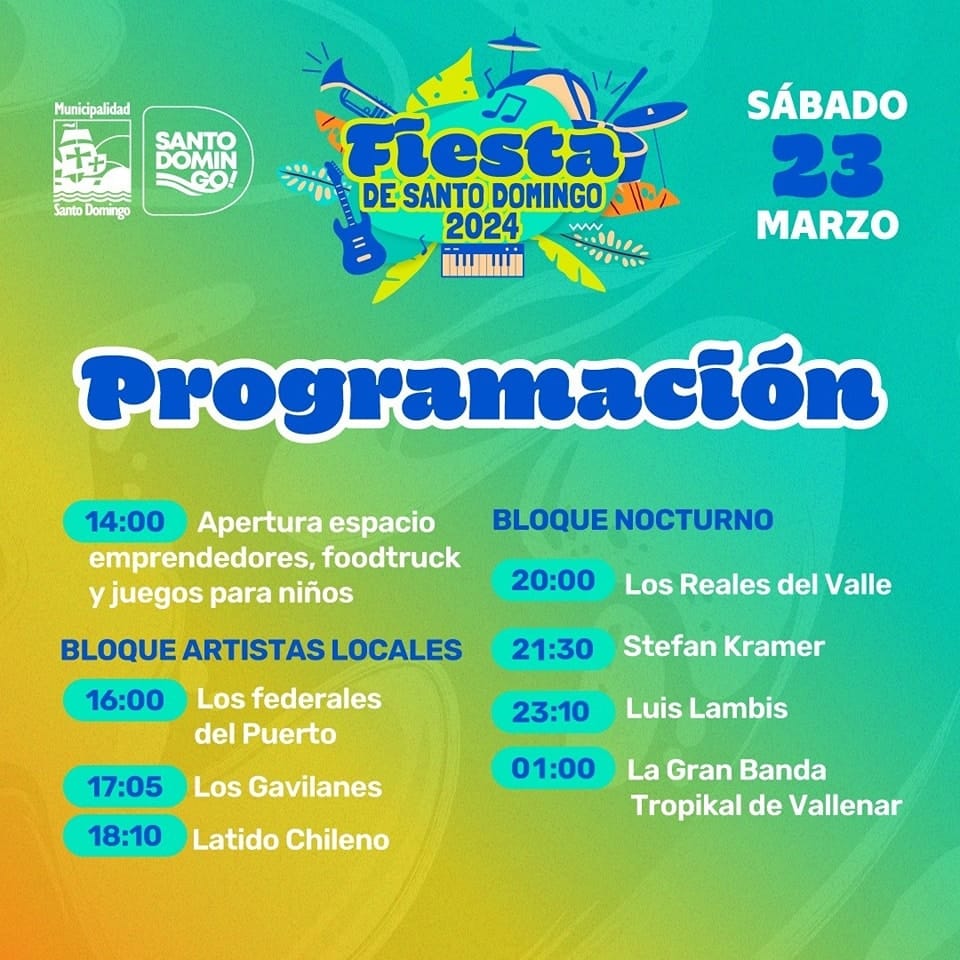 Municipalidad
Santo Domingo
SANTO
DOMIN
GO!
Fiesta
DE SANTO DOMINGO
2024
SÁBADO
23
MARZO
Programación
14:00 Apertura espacio
emprendedores, foodtruck
y juegos para niños
BLOQUE ARTISTAS LOCALES
16:00 Los federales
del Puerto
17:05 Los Gavilanes
18:10 Latido Chileno
BLOQUE NOCTURNO
20:00 Los Reales del Valle
21:30 Stefan Kramer
23:10 Luis Lambis
01:00 La Gran Banda
Tropikal de Vallenar